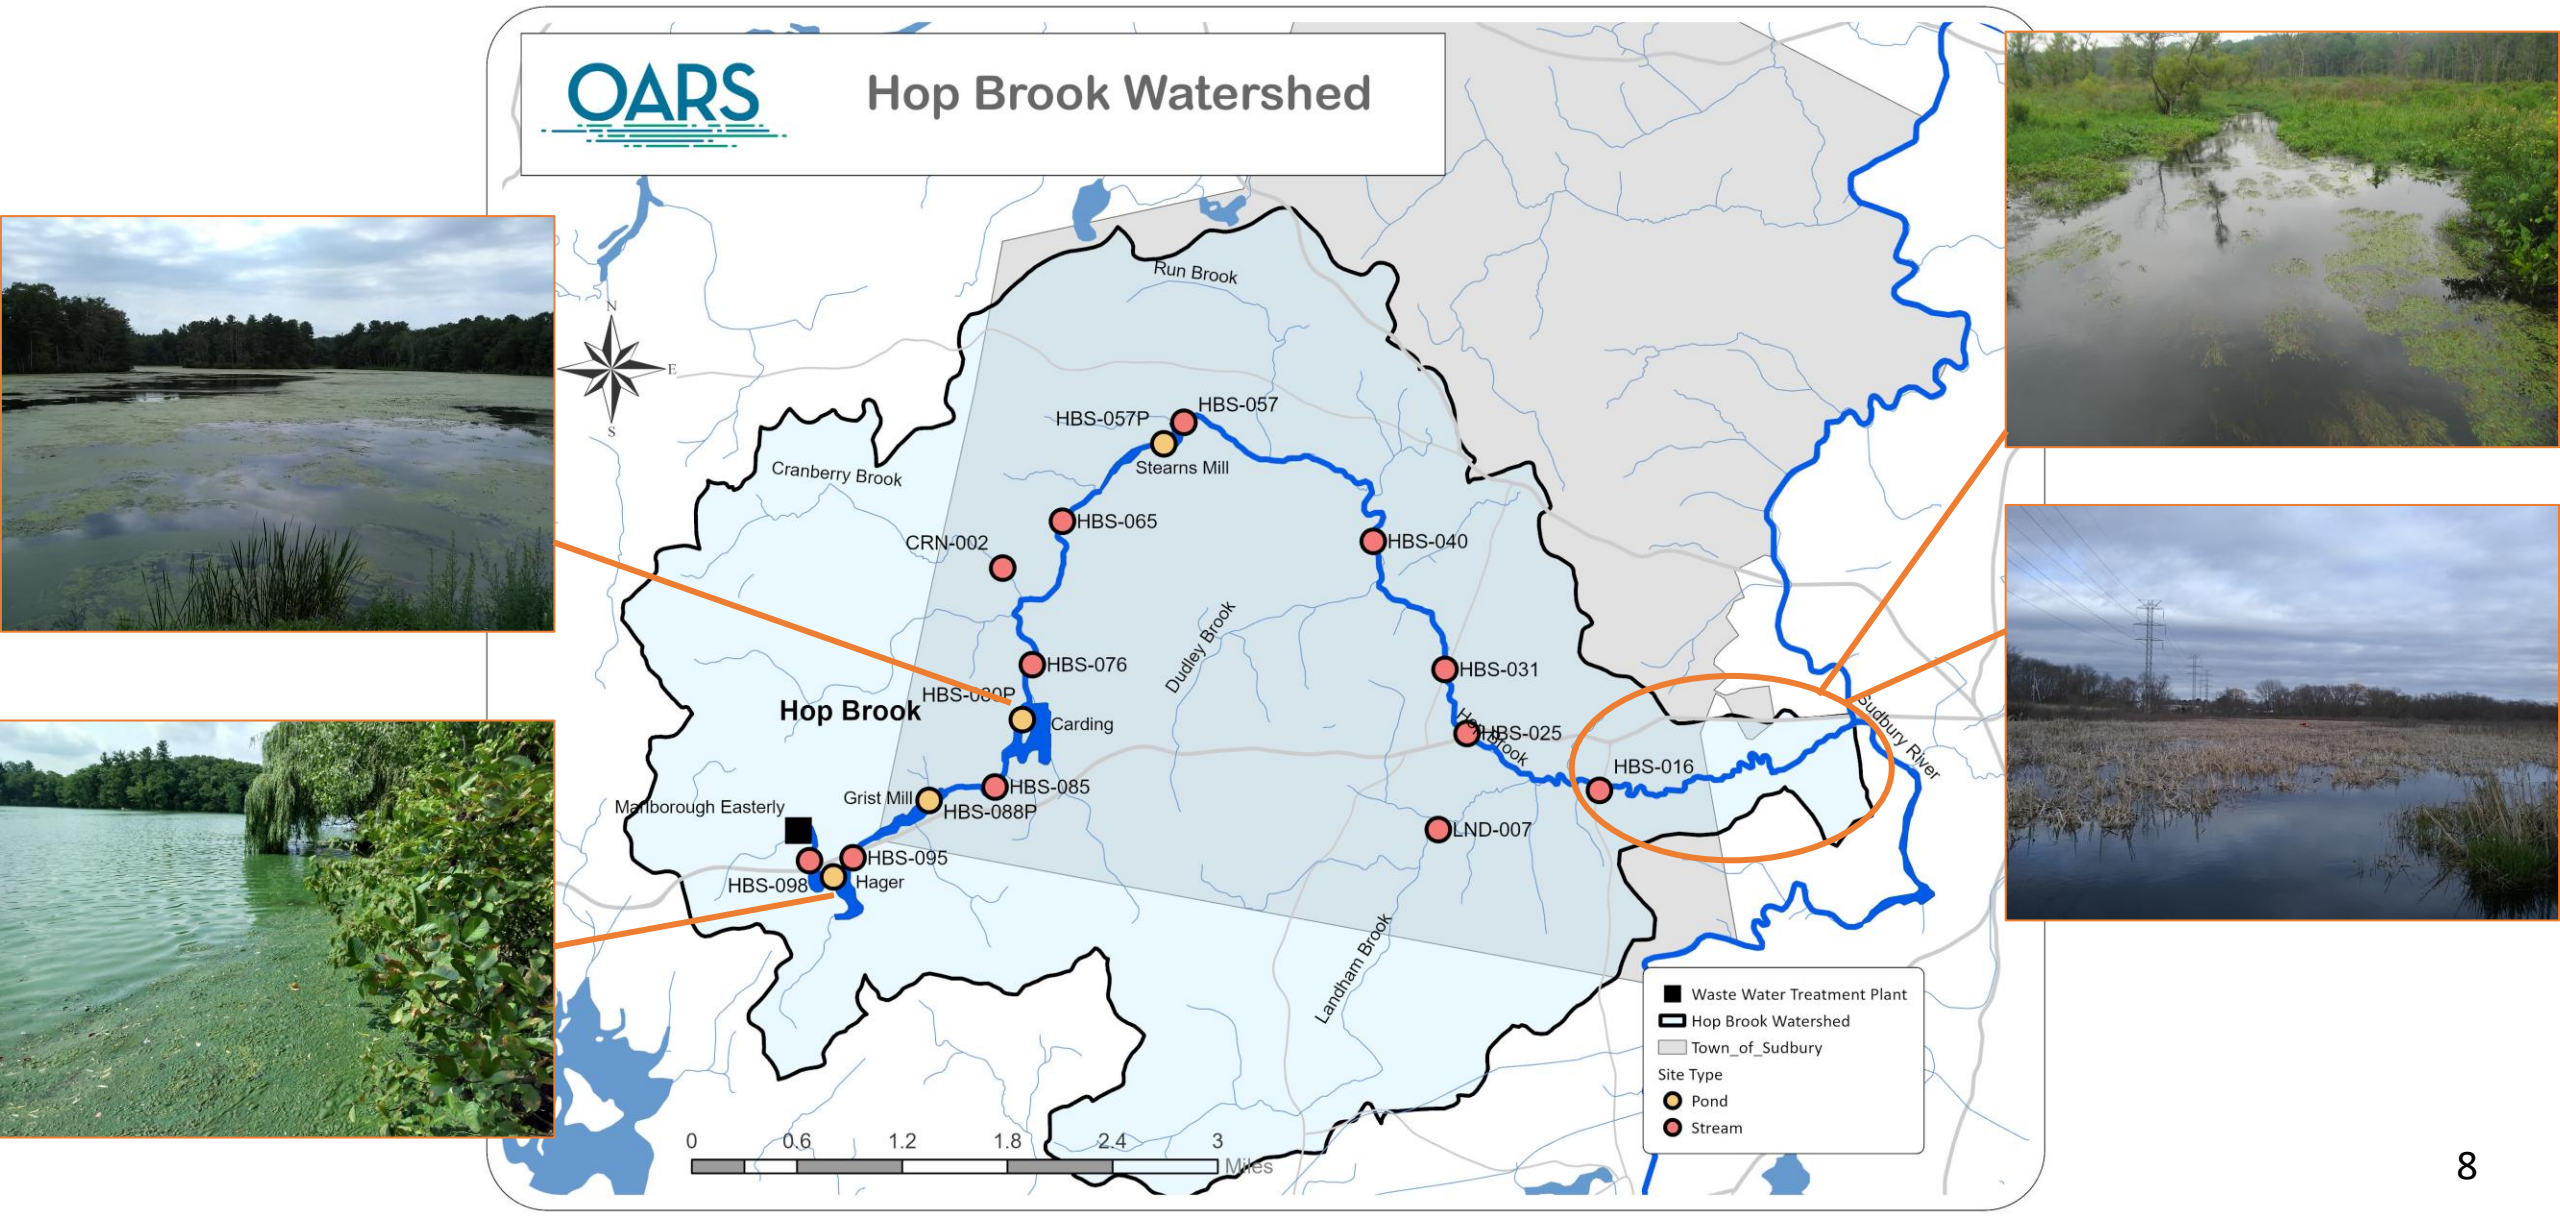 OARS
Hop Brook Watershed
N
E
S
Run Brook
HBS-057
HBS-057P
Stearns Mill
Cranberry Brook
HBS-065
CRN-002
HBS-040
Dudley Brook
HBS-076
HBS-031
HBS-080P
Hop Brook
Carding
Hop Brook
HBS-025
Sudbury River
HBS-016
HBS-085
Grist Mill
HBS-088P
Marlborough Easterly
LND-007
HBS-095
HBS-098
Hager
Landham Brook
Waste Water Treatment Plant
Hop Brook Watershed
Town_of_Sudbury
Site Type
Pond
Stream
0 0.6 1.2 1.8 2.4 3
Miles
8